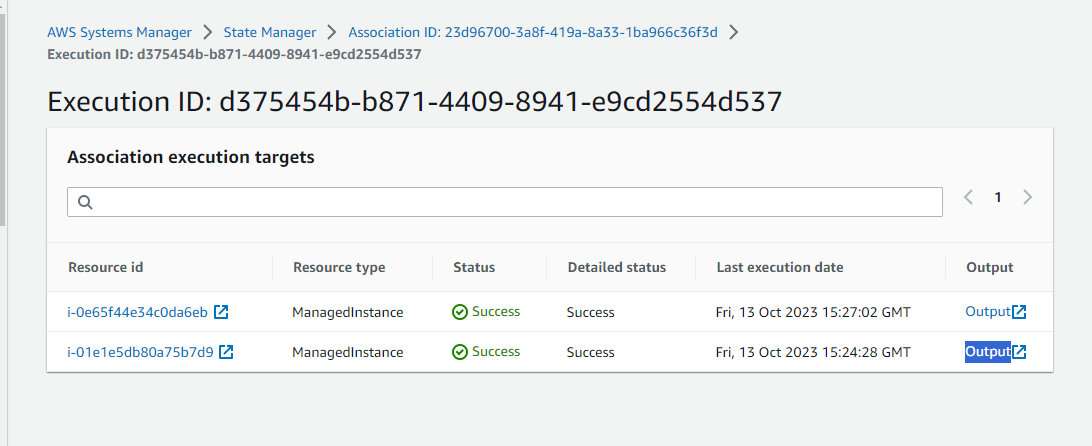 AWS Systems Manager > State Manager > Association ID: 23d96700-3a8f-419a-8a33-1ba966c36f3d >
Execution ID: d375454b-b871-4409-8941-e9cd2554d537
Execution ID: d375454b-b871-4409-8941-e9cd2554d537
Association execution targets
1
Resource id Resource type Status Detailed status Last execution date Output
i-0e65f44e34c0da6eb ManagedInstance Success Success Fri, 13 Oct 2023 15:27:02 GMT Output
i-01e1e5db80a75b7d9 ManagedInstance Success Success Fri, 13 Oct 2023 15:24:28 GMT Output